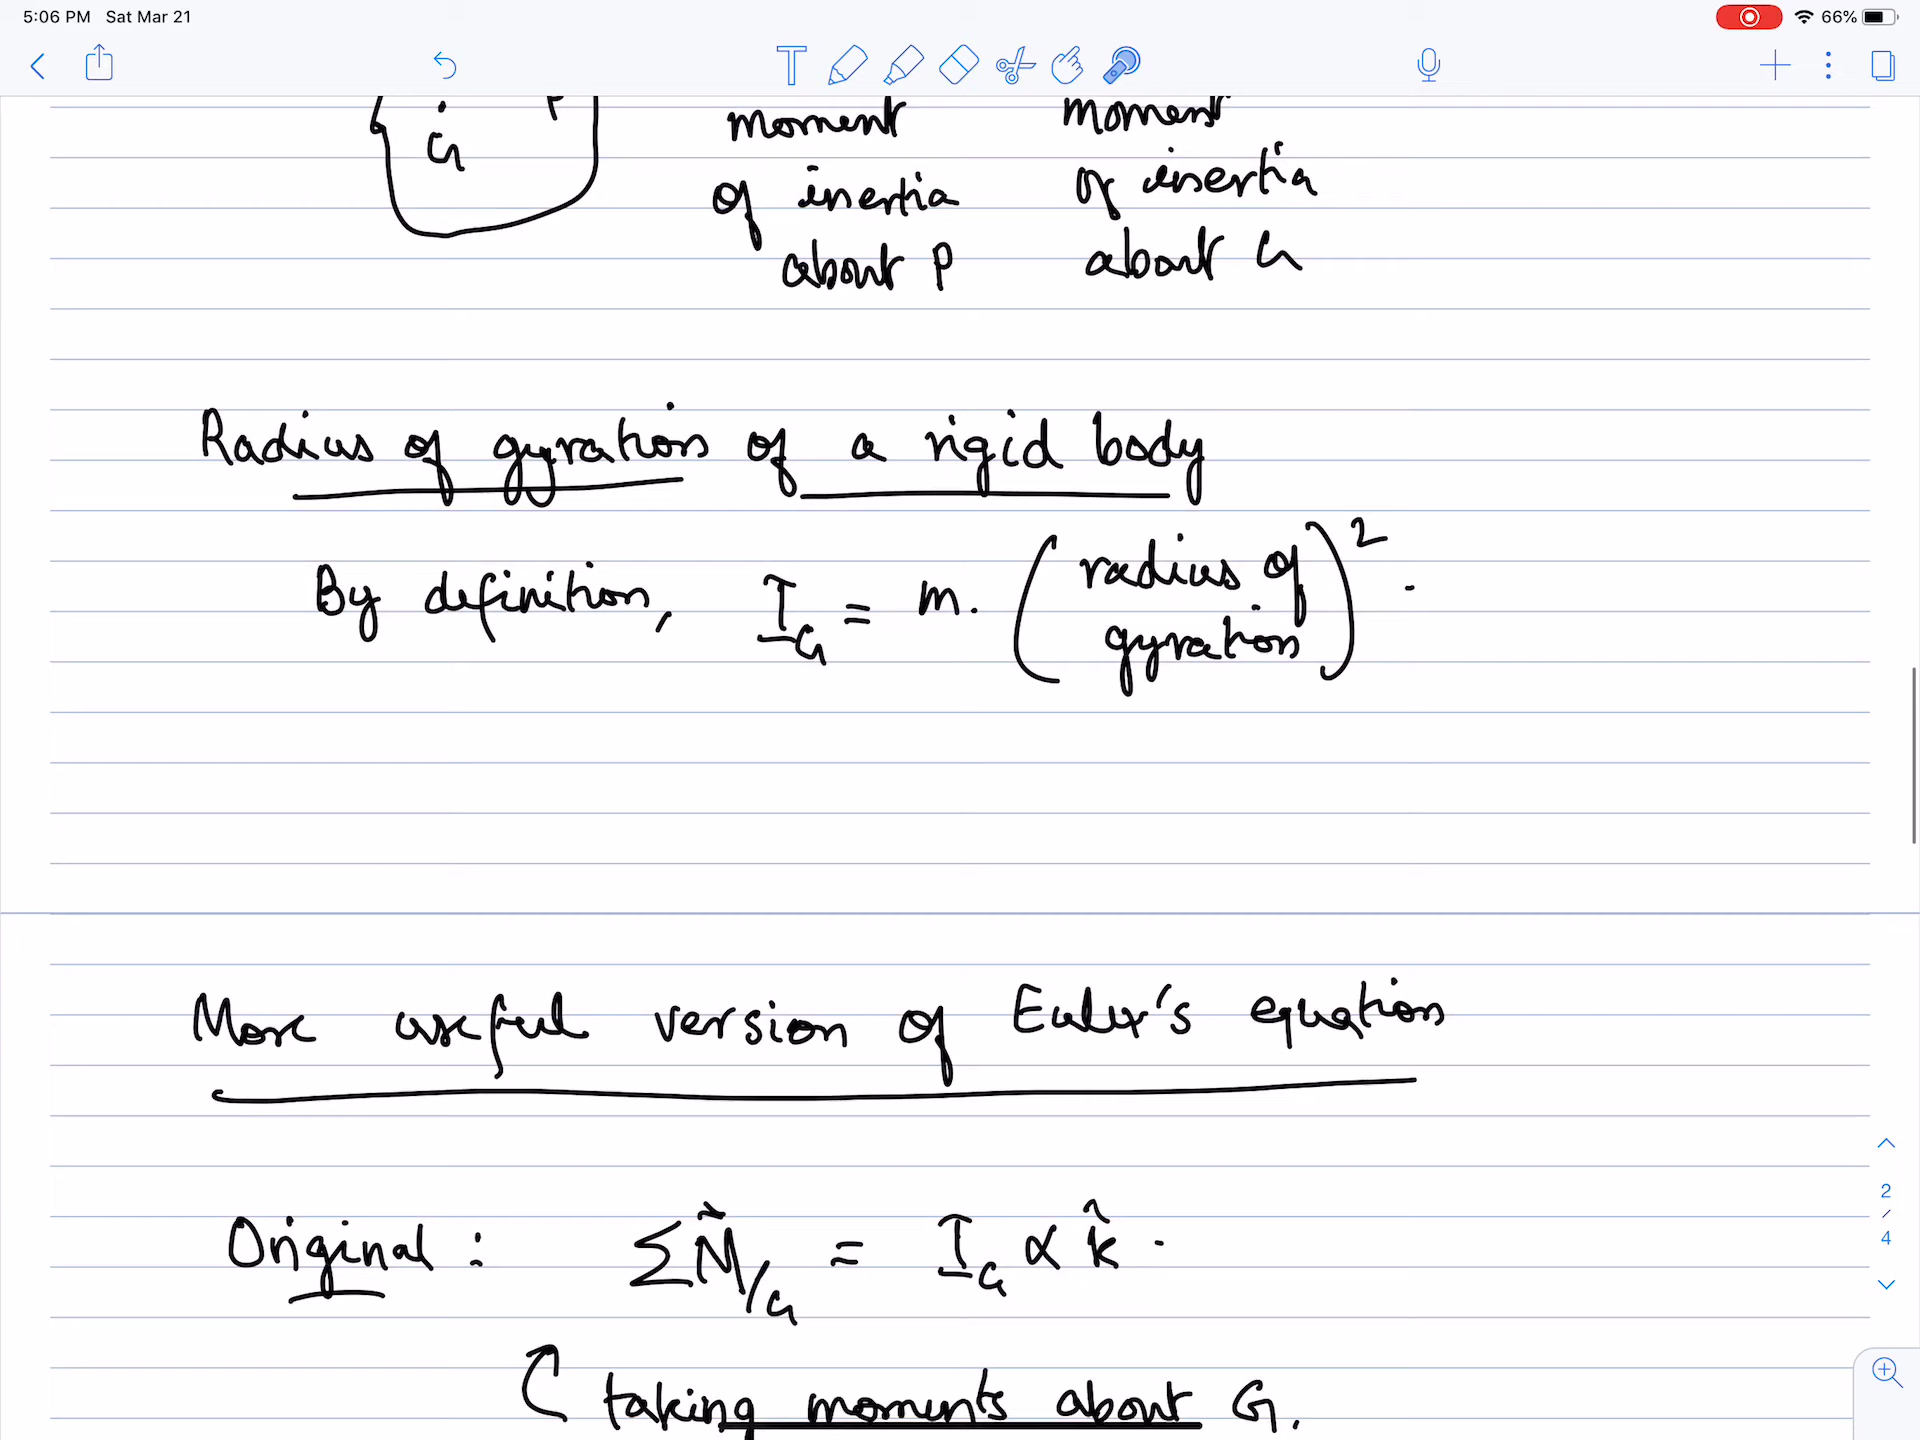 5:06 PM Sat Mar 21
66%
T
G
P
moment
of inertia
about P
moment
of inertia
about G
Radius of gyration of a rigid body
By definition, I_G = m. (radius of gyration)² .
More useful version of Euler's equation
2
/
4
Original : ΣM⃗/G = I_G α k̂ .
taking moments about G.